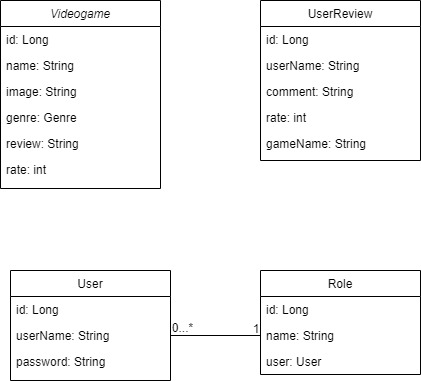 Videogame
id: Long
name: String
image: String
genre: Genre
review: String
rate: int
UserReview
id: Long
userName: String
comment: String
rate: int
gameName: String
User
id: Long
userName: String
password: String
0...*
1
Role
id: Long
name: String
user: User